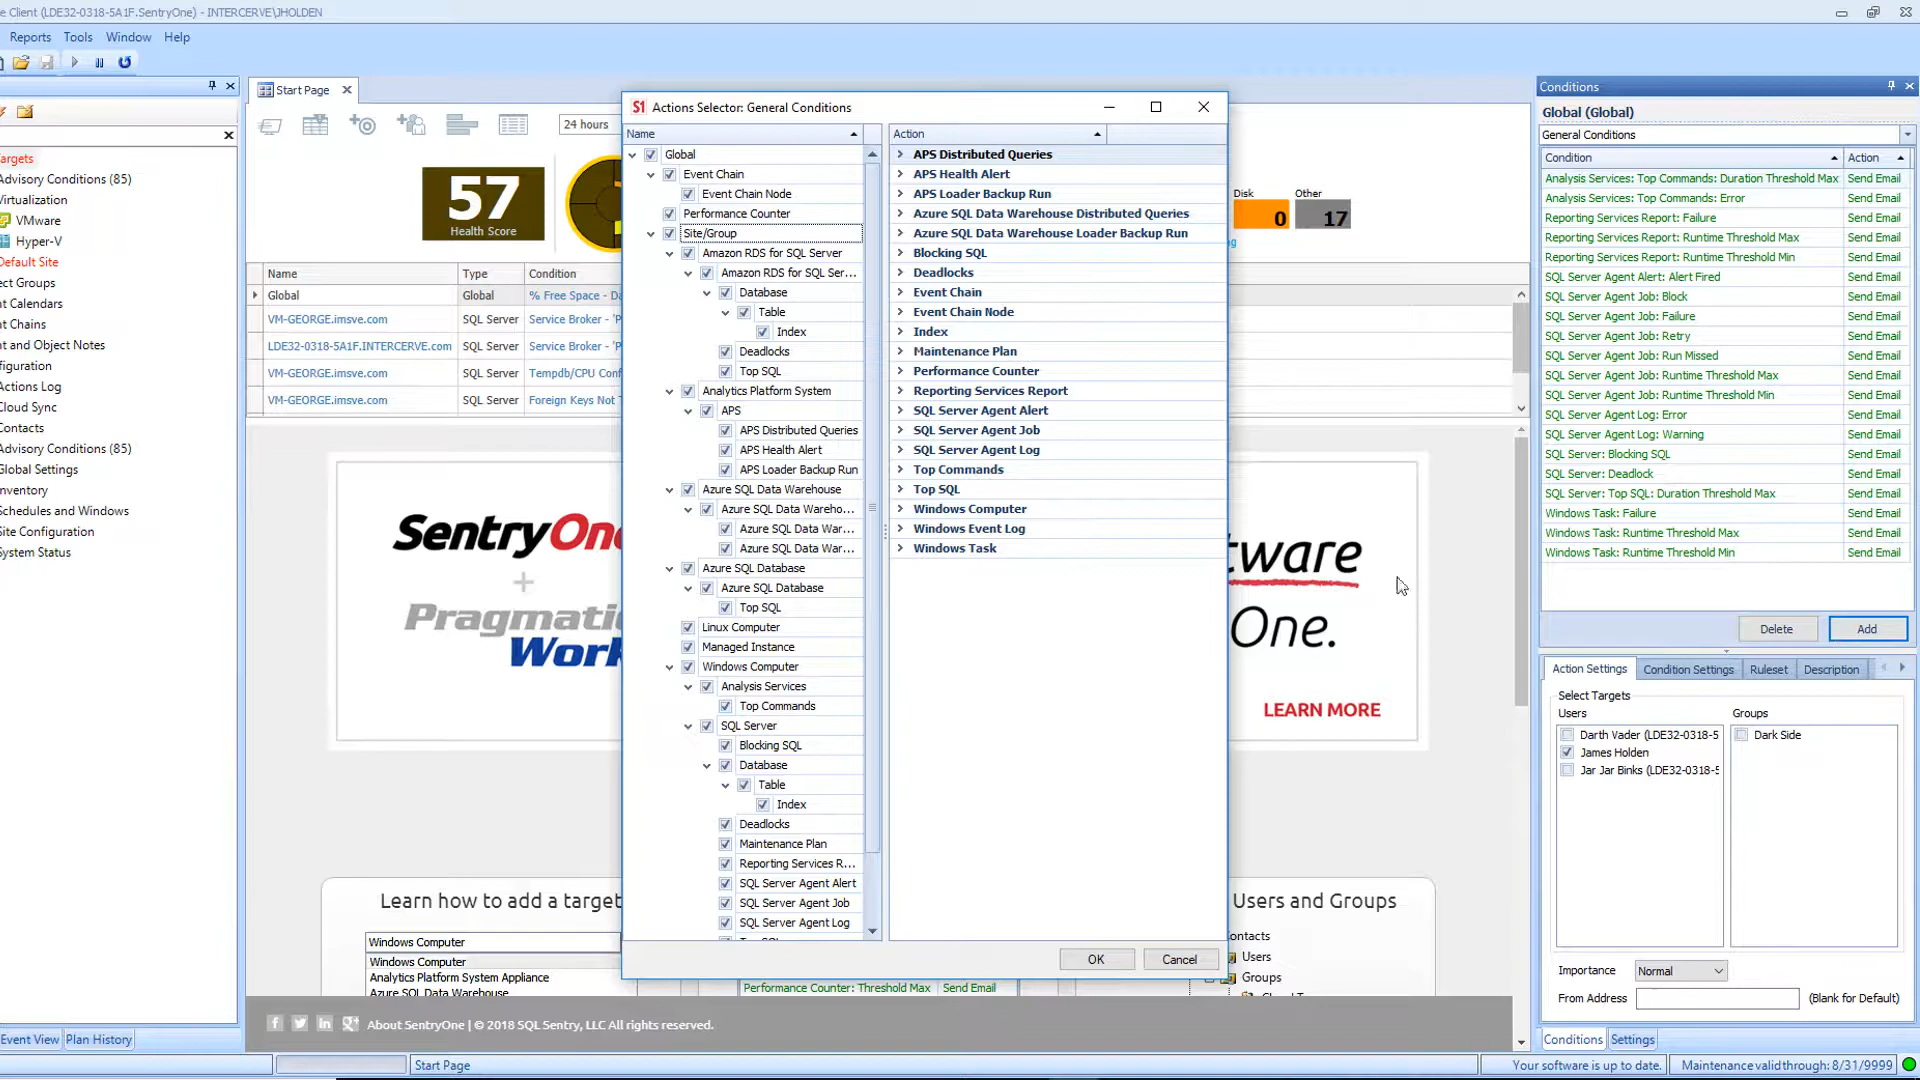 e Client (LDE32-0318-5A1F.SentryOne) - INTERCERVE\JHOLDEN
Reports Tools Window Help
Start Page
24 hours
57
Health Score
Disk
0
Other
17
Name Type Condition
Global Global % Free Space - Da
VM-GEORGE.imsve.com SQL Server Service Broker - 'P
LDE32-0318-5A1F.INTERCERVE.com SQL Server Service Broker - 'P
VM-GEORGE.imsve.com SQL Server Tempdb/CPU Conf
VM-GEORGE.imsve.com SQL Server Foreign Keys Not T
argets
Advisory Conditions (85)
irtualization
VMware
Hyper-V
Default Site
ect Groups
nt Calendars
nt Chains
nt and Object Notes
figuration
Actions Log
Cloud Sync
Contacts
Advisory Conditions (85)
Global Settings
Inventory
Schedules and Windows
Site Configuration
System Status
Event View Plan History
Actions Selector: General Conditions
Name
Global
Event Chain
Event Chain Node
Performance Counter
Site/Group
Amazon RDS for SQL Server
Amazon RDS for SQL Ser...
Database
Table
Index
Deadlocks
Top SQL
Analytics Platform System
APS
APS Distributed Queries
APS Health Alert
APS Loader Backup Run
Azure SQL Data Warehouse
Azure SQL Data Wareho...
Azure SQL Data War...
Azure SQL Data War...
Azure SQL Database
Azure SQL Database
Top SQL
Linux Computer
Managed Instance
Windows Computer
Analysis Services
Top Commands
SQL Server
Blocking SQL
Database
Table
Index
Deadlocks
Maintenance Plan
Reporting Services R...
SQL Server Agent Alert
SQL Server Agent Job
SQL Server Agent Log
Action
APS Distributed Queries
APS Health Alert
APS Loader Backup Run
Azure SQL Data Warehouse Distributed Queries
Azure SQL Data Warehouse Loader Backup Run
Blocking SQL
Deadlocks
Event Chain
Event Chain Node
Index
Maintenance Plan
Performance Counter
Reporting Services Report
SQL Server Agent Alert
SQL Server Agent Job
SQL Server Agent Log
Top Commands
Top SQL
Windows Computer
Windows Event Log
Windows Task
OK Cancel
SentryOn
+
Pragmati
Work
tware
One.
LEARN MORE
Learn how to add a target
Windows Computer
Windows Computer
Analytics Platform System Appliance
Azure SQL Data Warehouse
Performance Counter: Threshold Max Send Email
Users and Groups
ontacts
Users
Groups
About SentryOne | © 2018 SQL Sentry, LLC All rights reserved.
Start Page
Your software is up to date.
Maintenance valid through: 8/31/9999
Conditions
Global (Global)
General Conditions
Condition Action
Analysis Services: Top Commands: Duration Threshold Max Send Email
Analysis Services: Top Commands: Error Send Email
Reporting Services Report: Failure Send Email
Reporting Services Report: Runtime Threshold Max Send Email
Reporting Services Report: Runtime Threshold Min Send Email
SQL Server Agent Alert: Alert Fired Send Email
SQL Server Agent Job: Block Send Email
SQL Server Agent Job: Failure Send Email
SQL Server Agent Job: Retry Send Email
SQL Server Agent Job: Run Missed Send Email
SQL Server Agent Job: Runtime Threshold Max Send Email
SQL Server Agent Job: Runtime Threshold Min Send Email
SQL Server Agent Log: Error Send Email
SQL Server Agent Log: Warning Send Email
SQL Server: Blocking SQL Send Email
SQL Server: Deadlock Send Email
SQL Server: Top SQL: Duration Threshold Max Send Email
Windows Task: Failure Send Email
Windows Task: Runtime Threshold Max Send Email
Windows Task: Runtime Threshold Min Send Email
Delete Add
Action Settings Condition Settings Ruleset Description
Select Targets
Users Groups
Darth Vader (LDE32-0318-5 Dark Side
James Holden
Jar Jar Binks (LDE32-0318-5
Importance Normal
From Address (Blank for Default)
Conditions Settings